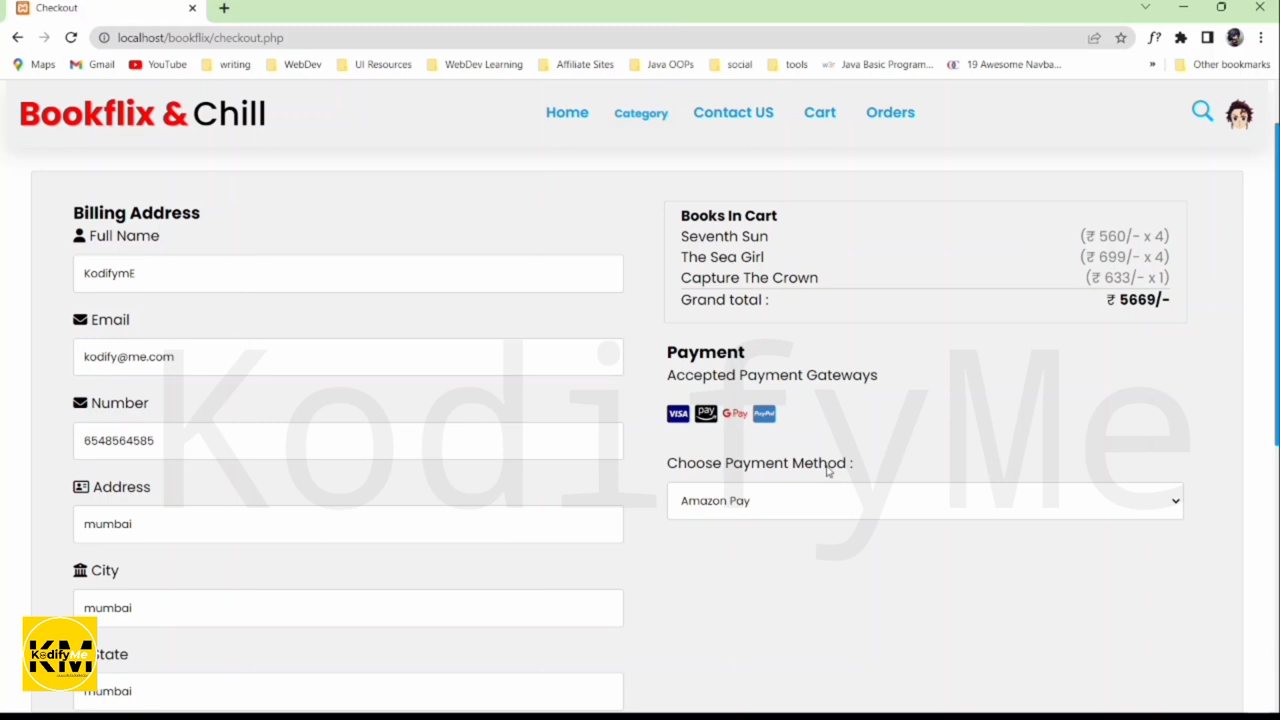 Checkout
localhost/bookflix/checkout.php
f?
Maps
Gmail
YouTube
writing
WebDev
UI Resources
WebDev Learning
Affiliate Sites
Java OOPs
social
tools
Java Basic Program...
19 Awesome Navba...
»
Other bookmarks
Bookflix & Chill
Home
Category
Contact US
Cart
Orders
Billing Address
Full Name
KodifymE
Email
kodify@me.com
Number
6548564585
Address
mumbai
City
mumbai
State
mumbai
Books In Cart
Seventh Sun (₹ 560/- x 4)
The Sea Girl (₹ 699/- x 4)
Capture The Crown (₹ 633/- x 1)
Grand total : ₹ 5669/-
Payment
Accepted Payment Gateways
VISA pay G Pay PayPal
Choose Payment Method :
Amazon Pay
KodifyMe
KodifyMe
KM